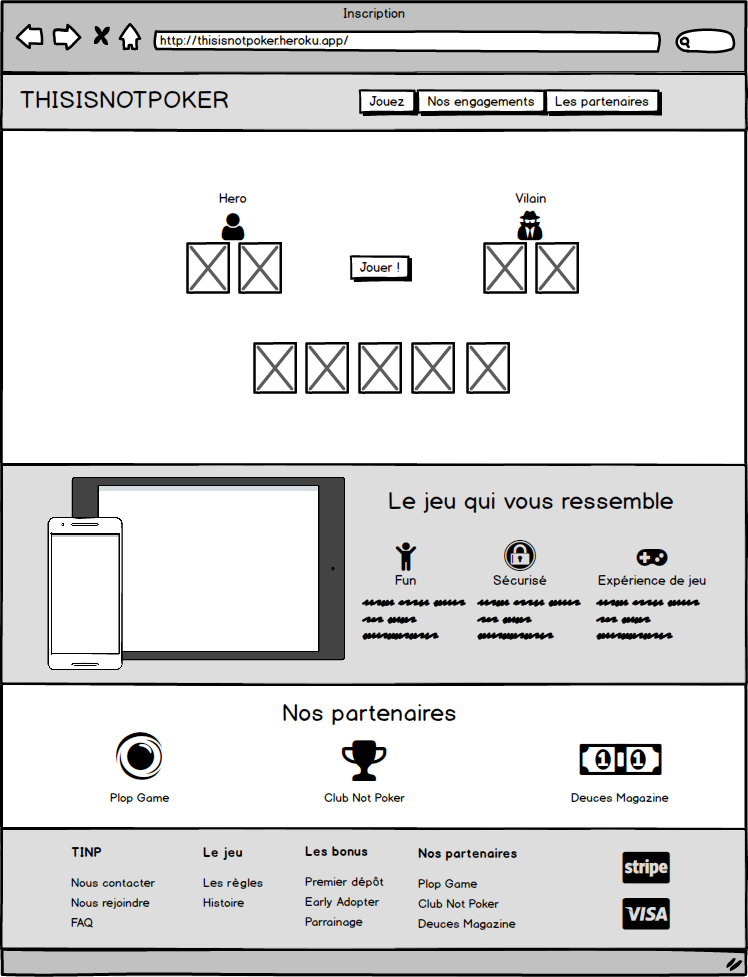 Inscription
http://thisisnotpoker.heroku.app/
THISISNOTPOKER
Jouez
Nos engagements
Les partenaires
Hero
Vilain
Jouer !
Le jeu qui vous ressemble
Fun
Sécurisé
Expérience de jeu
Nos partenaires
1 1
Plop Game
Club Not Poker
Deuces Magazine
TINP
Nous contacter
Nous rejoindre
FAQ
Le jeu
Les règles
Histoire
Les bonus
Premier dépôt
Early Adopter
Parrainage
Nos partenaires
Plop Game
Club Not Poker
Deuces Magazine
stripe
VISA